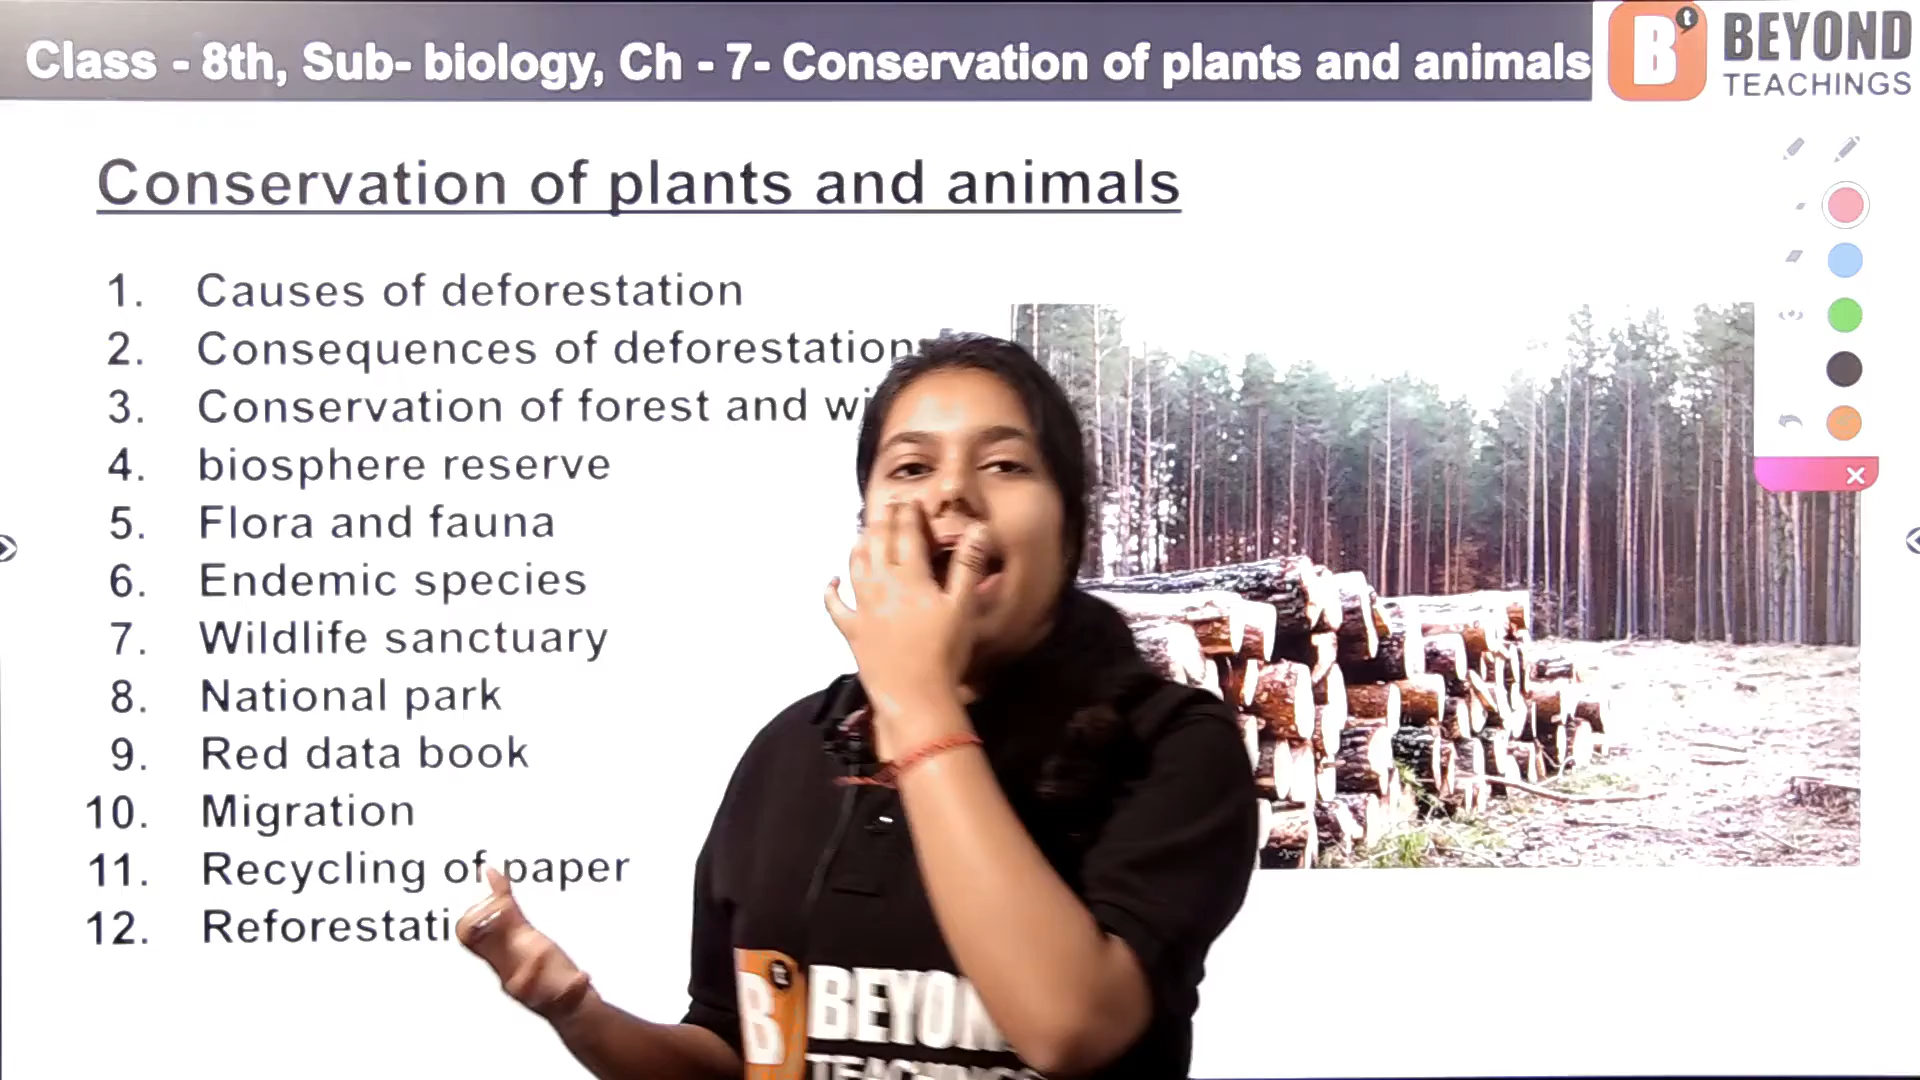 Class - 8th, Sub- biology, Ch - 7- Conservation of plants and animals
B t BEYOND
TEACHINGS
Conservation of plants and animals
1. Causes of deforestation
2. Consequences of deforestation
3. Conservation of forest and
4. biosphere reserve
5. Flora and fauna
6. Endemic species
7. Wildlife sanctuary
8. National park
9. Red data book
10. Migration
11. Recycling of paper
12.
B t BEYON
TEACHINGS